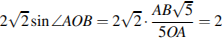 2√2 sin ∠AOB = 2√2 · AB√5 / 5OA = 2